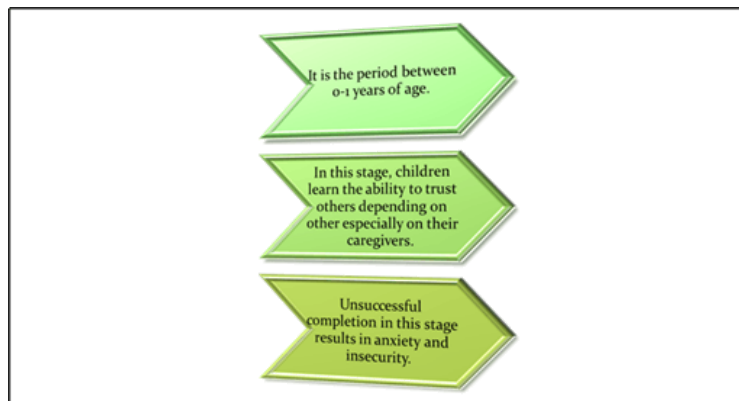 It is the period between
0-1 years of age.
In this stage, children
learn the ability to trust
others depending on
other especially on their
caregivers.
Unsuccessful
completion in this stage
results in anxiety and
insecurity.